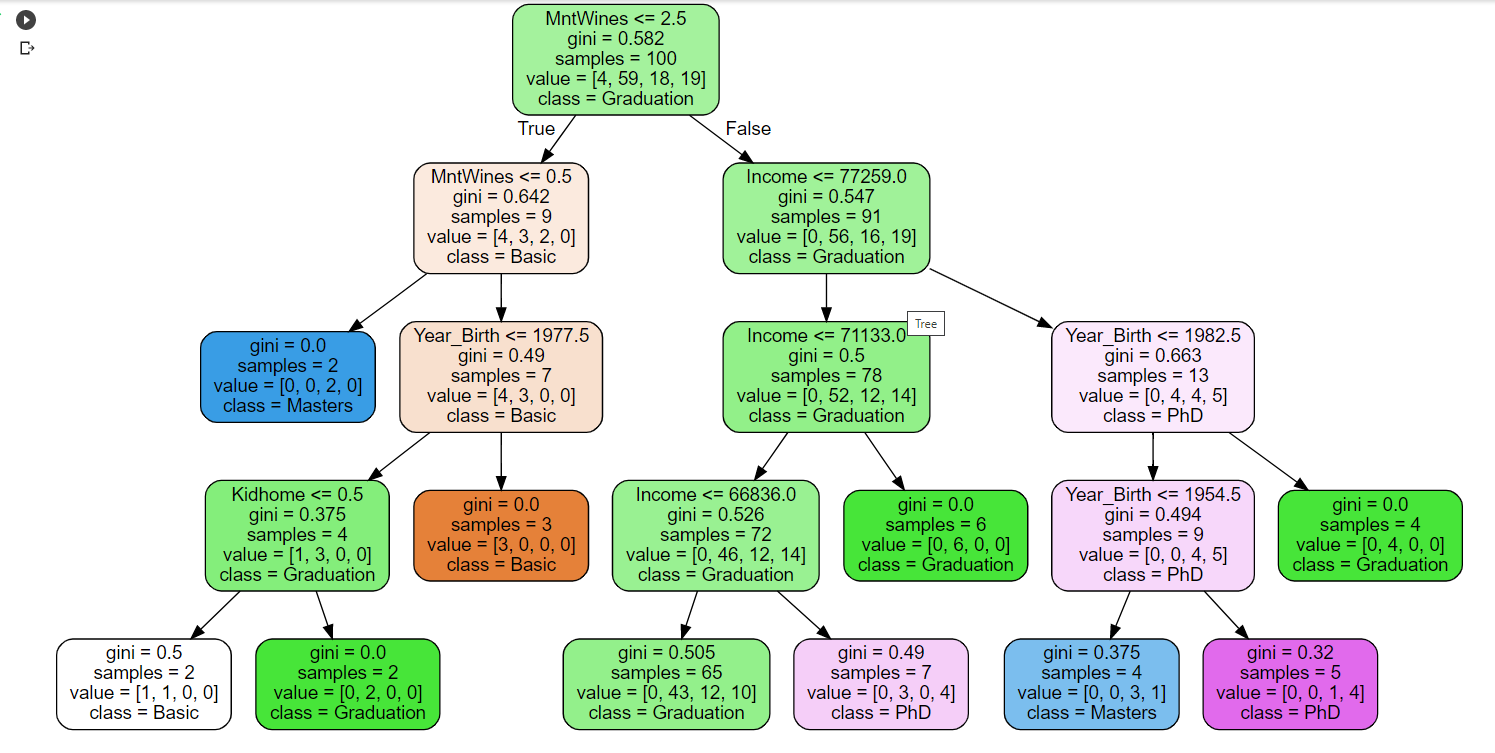 MntWines <= 2.5
gini = 0.582
samples = 100
value = [4, 59, 18, 19]
class = Graduation
True
False
MntWines <= 0.5
gini = 0.642
samples = 9
value = [4, 3, 2, 0]
class = Basic
Income <= 77259.0
gini = 0.547
samples = 91
value = [0, 56, 16, 19]
class = Graduation
gini = 0.0
samples = 2
value = [0, 0, 2, 0]
class = Masters
Year_Birth <= 1977.5
gini = 0.49
samples = 7
value = [4, 3, 0, 0]
class = Basic
Income <= 71133.0
gini = 0.5
samples = 78
value = [0, 52, 12, 14]
class = Graduation
Tree
Year_Birth <= 1982.5
gini = 0.663
samples = 13
value = [0, 4, 4, 5]
class = PhD
Kidhome <= 0.5
gini = 0.375
samples = 4
value = [1, 3, 0, 0]
class = Graduation
gini = 0.0
samples = 3
value = [3, 0, 0, 0]
class = Basic
Income <= 66836.0
gini = 0.526
samples = 72
value = [0, 46, 12, 14]
class = Graduation
gini = 0.0
samples = 6
value = [0, 6, 0, 0]
class = Graduation
Year_Birth <= 1954.5
gini = 0.494
samples = 9
value = [0, 0, 4, 5]
class = PhD
gini = 0.0
samples = 4
value = [0, 4, 0, 0]
class = Graduation
gini = 0.5
samples = 2
value = [1, 1, 0, 0]
class = Basic
gini = 0.0
samples = 2
value = [0, 2, 0, 0]
class = Graduation
gini = 0.505
samples = 65
value = [0, 43, 12, 10]
class = Graduation
gini = 0.49
samples = 7
value = [0, 3, 0, 4]
class = PhD
gini = 0.375
samples = 4
value = [0, 0, 3, 1]
class = Masters
gini = 0.32
samples = 5
value = [0, 0, 1, 4]
class = PhD